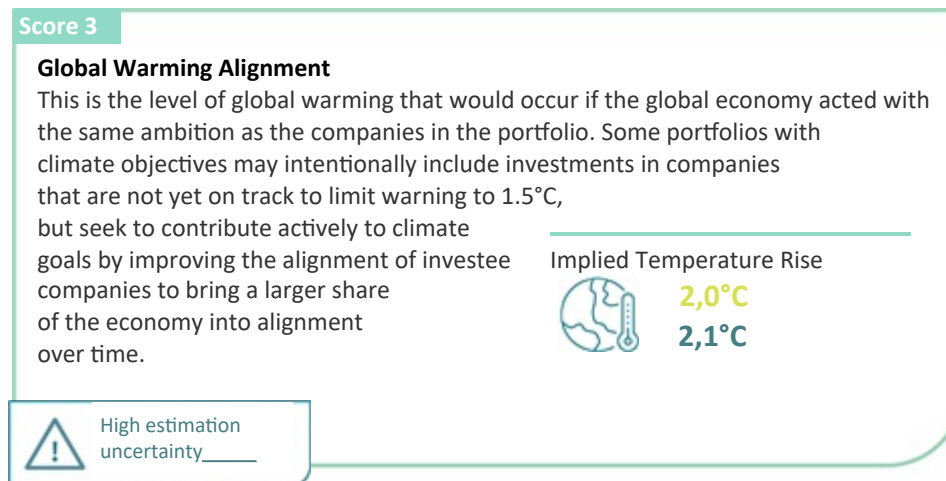 Score 3
Global Warming Alignment
This is the level of global warming that would occur if the global economy acted with
the same ambition as the companies in the portfolio. Some portfolios with
climate objectives may intentionally include investments in companies
that are not yet on track to limit warning to 1.5°C,
but seek to contribute actively to climate
goals by improving the alignment of investee
companies to bring a larger share
of the economy into alignment
over time.
Implied Temperature Rise
2,0°C
2,1°C
High estimation
uncertainty_____